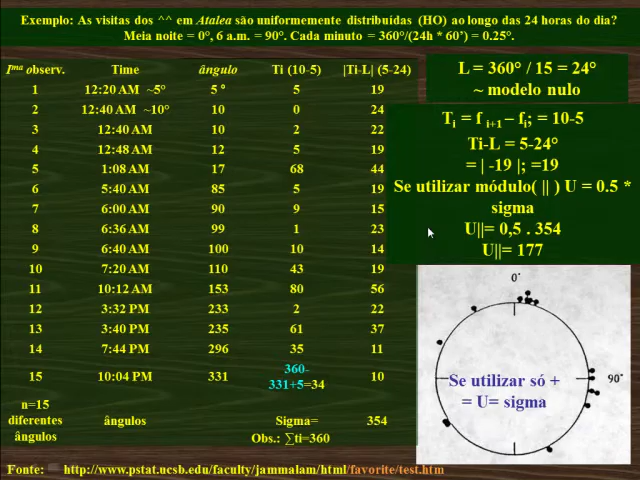 Exemplo: As visitas dos ^^ em Atalea são uniformemente distribuídas (HO) ao longo das 24 horas do dia?
Meia noite = 0°, 6 a.m. = 90°. Cada minuto = 360°/(24h * 60’) = 0.25°.
Iᵐᵃ observ. Time ângulo Ti (10-5) |Ti-L| (5-24)
1 12:20 AM ~5° 5 º 5 19
2 12:40 AM ~10° 10 0 24
3 12:40 AM 10 2 22
4 12:48 AM 12 5 19
5 1:08 AM 17 68 44
6 5:40 AM 85 5 19
7 6:00 AM 90 9 15
8 6:36 AM 99 1 23
9 6:40 AM 100 10 14
10 7:20 AM 110 43 19
11 10:12 AM 153 80 56
12 3:32 PM 233 2 22
13 3:40 PM 235 61 37
14 7:44 PM 296 35 11
15 10:04 PM 331 360-
331+5=34 10
n=15
diferentes
ângulos
ângulos
Sigma= 354
Obs.: ∑ti=360
L = 360° / 15 = 24°
~ modelo nulo
Tᵢ = f ᵢ₊₁ – fᵢ; = 10-5
Ti-L = 5-24°
= | -19 |; =19
Se utilizar módulo( || ) U = 0.5 *
sigma
U||= 0,5 . 354
U||= 177
0°
90°
Se utilizar só +
= U= sigma
Fonte: http://www.pstat.ucsb.edu/faculty/jammalam/html/favorite/test.htm